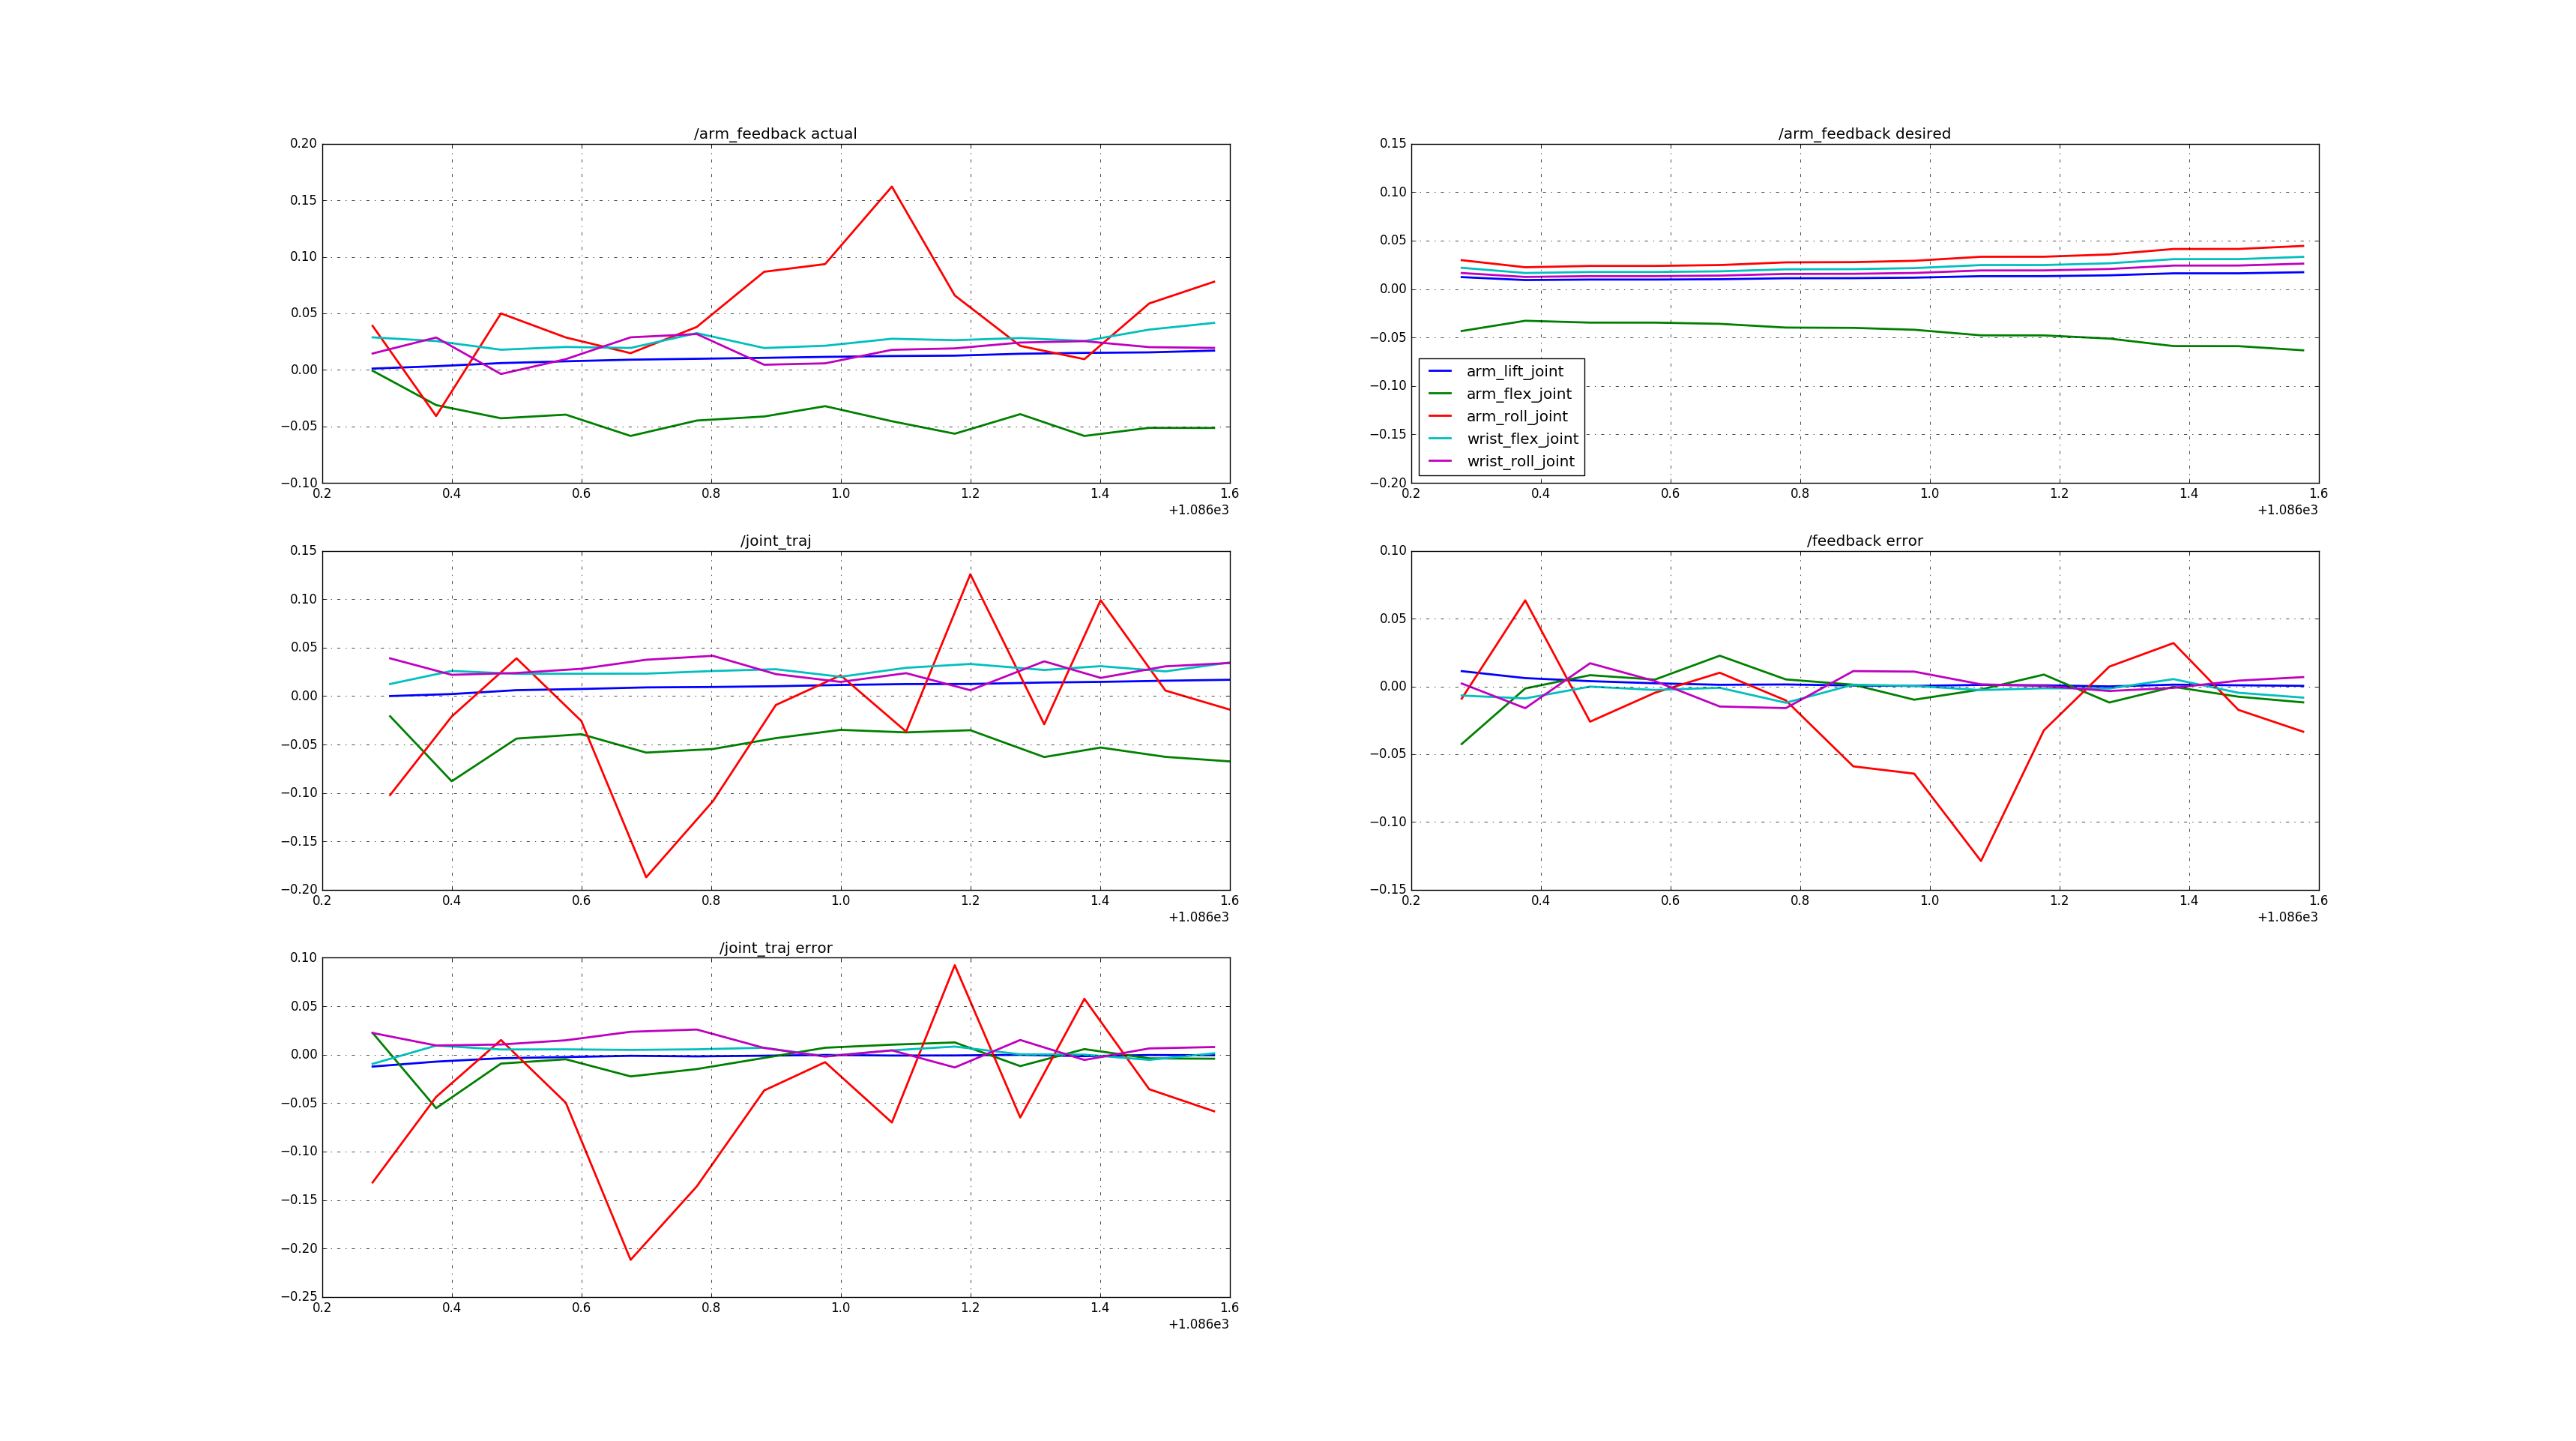 /arm_feedback actual
0.20
0.15
0.10
0.05
0.00
−0.05
−0.10
0.2 0.4 0.6 0.8 1.0 1.2 1.4 1.6
+1.086e3
/arm_feedback desired
0.15
0.10
0.05
0.00
−0.05
−0.10
−0.15
−0.20
arm_lift_joint
arm_flex_joint
arm_roll_joint
wrist_flex_joint
wrist_roll_joint
0.2 0.4 0.6 0.8 1.0 1.2 1.4 1.6
+1.086e3
/joint_traj
0.15
0.10
0.05
0.00
−0.05
−0.10
−0.15
−0.20
0.2 0.4 0.6 0.8 1.0 1.2 1.4 1.6
+1.086e3
/feedback error
0.10
0.05
0.00
−0.05
−0.10
−0.15
0.2 0.4 0.6 0.8 1.0 1.2 1.4 1.6
+1.086e3
/joint_traj error
0.10
0.05
0.00
−0.05
−0.10
−0.15
−0.20
−0.25
0.2 0.4 0.6 0.8 1.0 1.2 1.4 1.6
+1.086e3